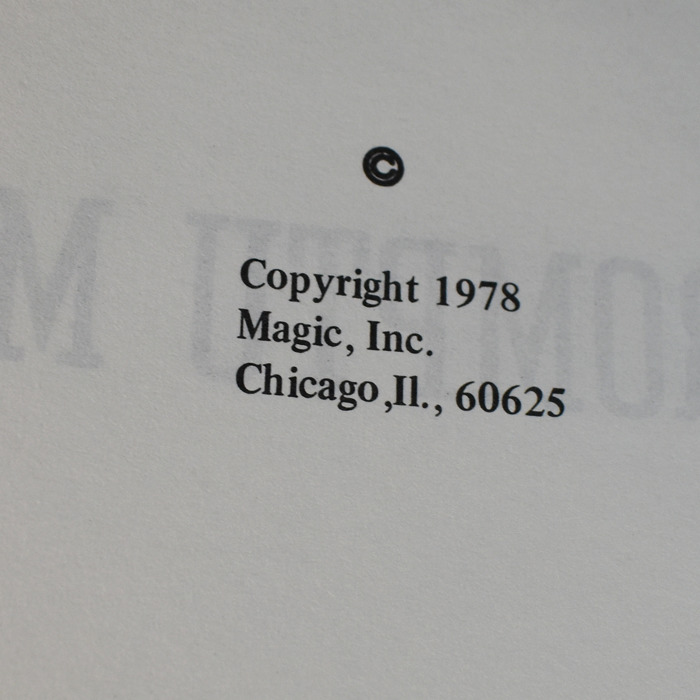 ©
Copyright 1978
Magic, Inc.
Chicago ,Il., 60625